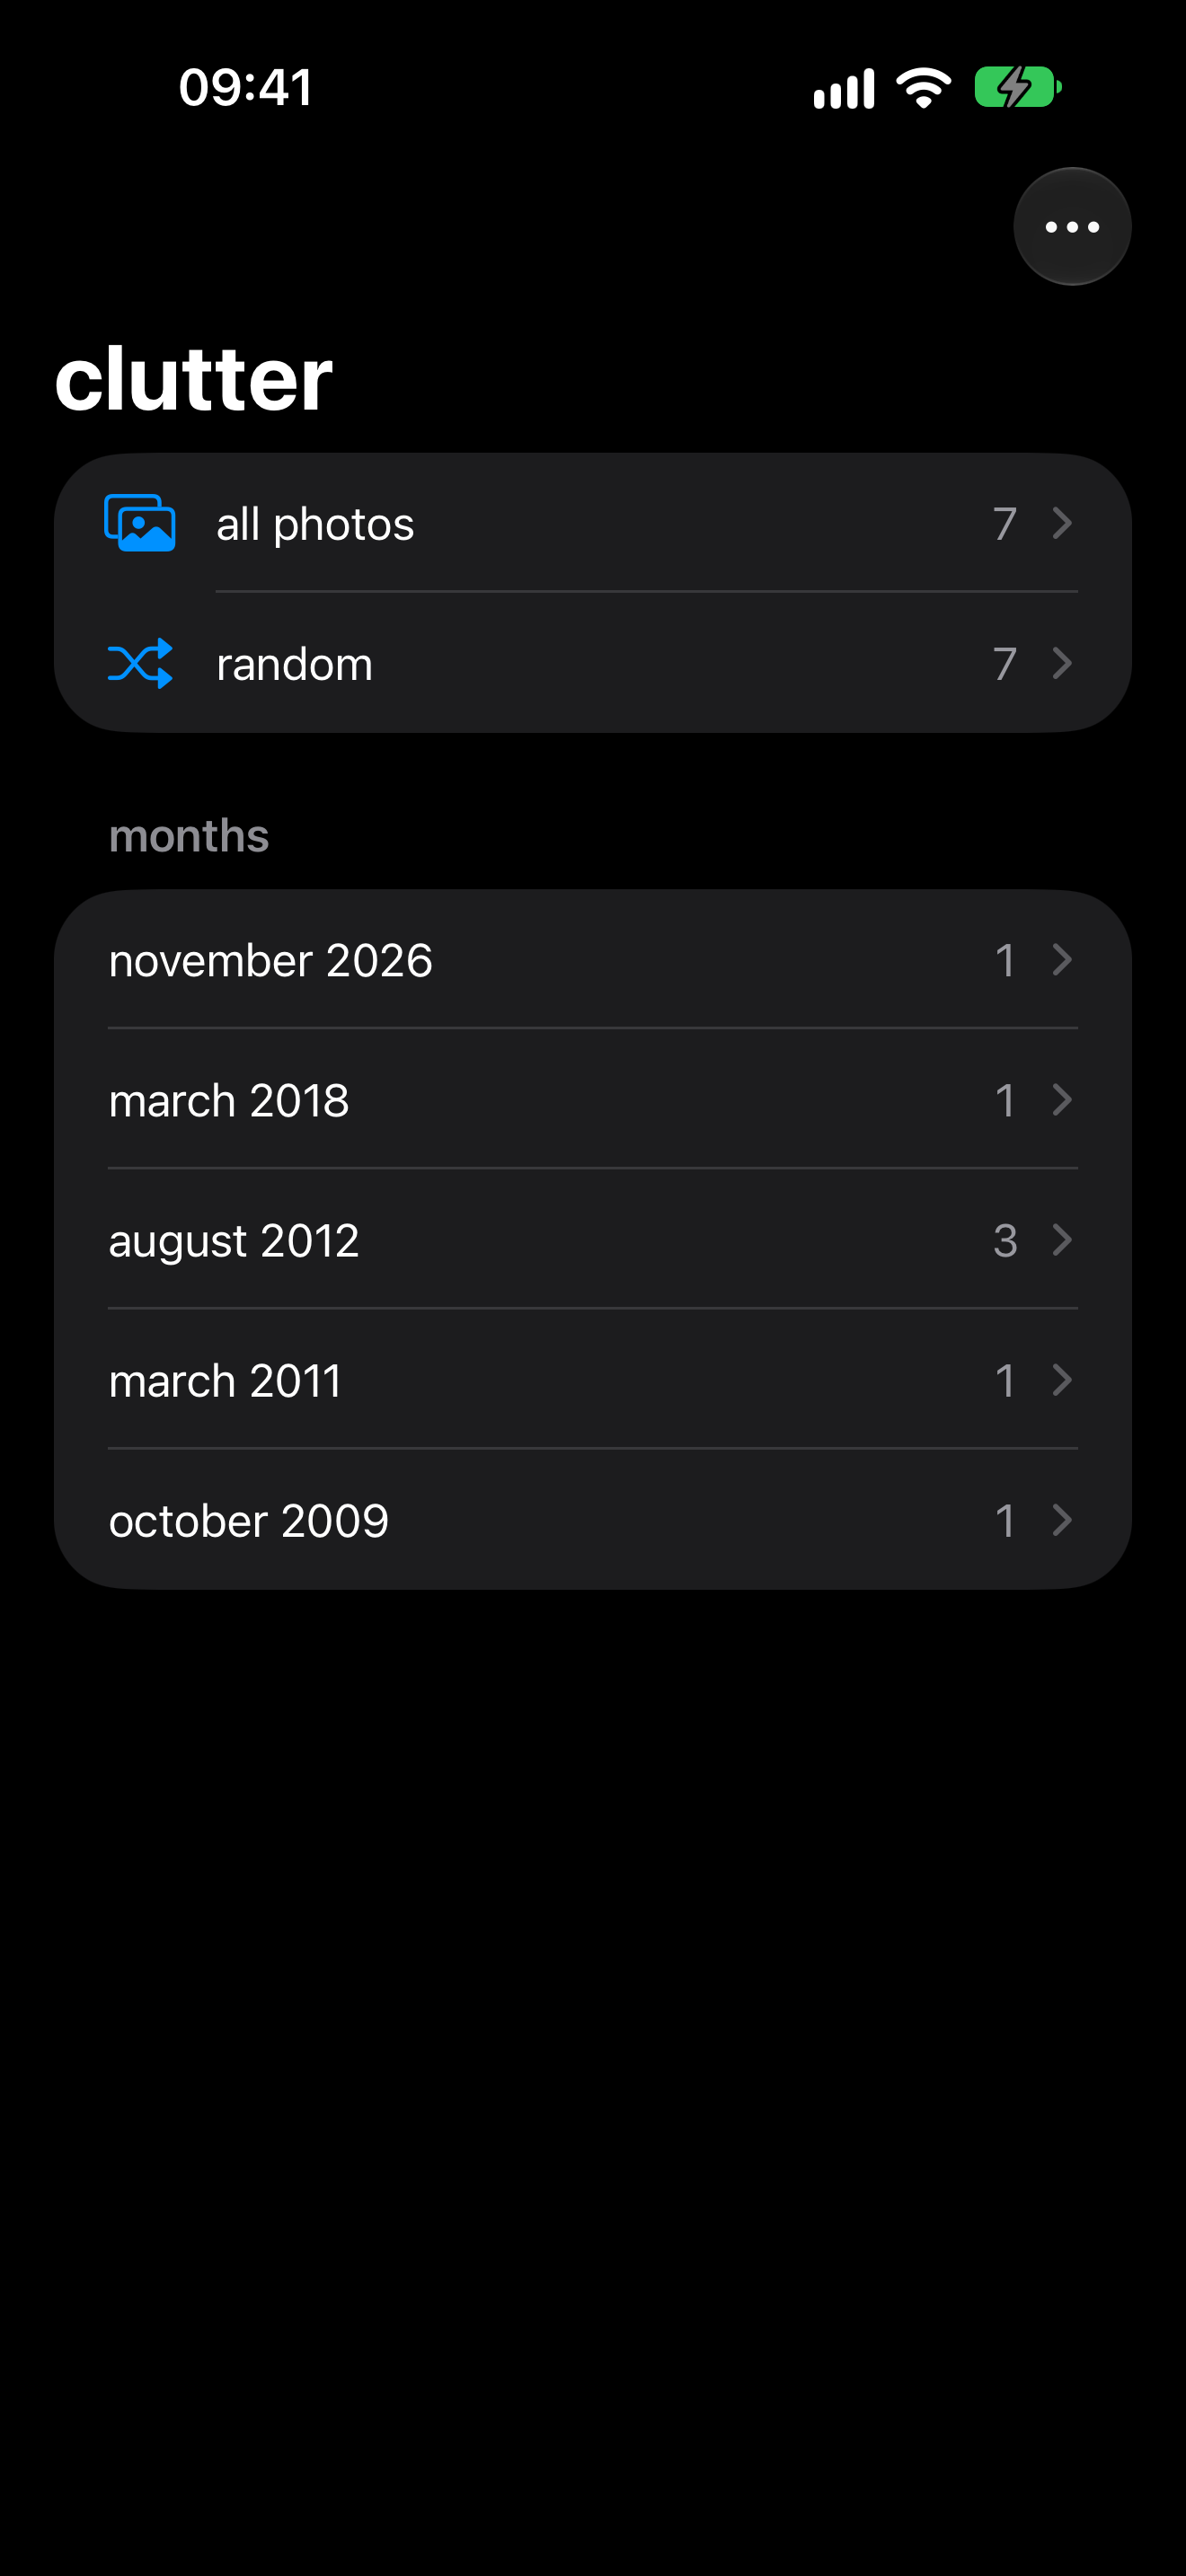 09:41
clutter
all photos 7
random 7
months
november 2026 1
march 2018 1
august 2012 3
march 2011 1
october 2009 1